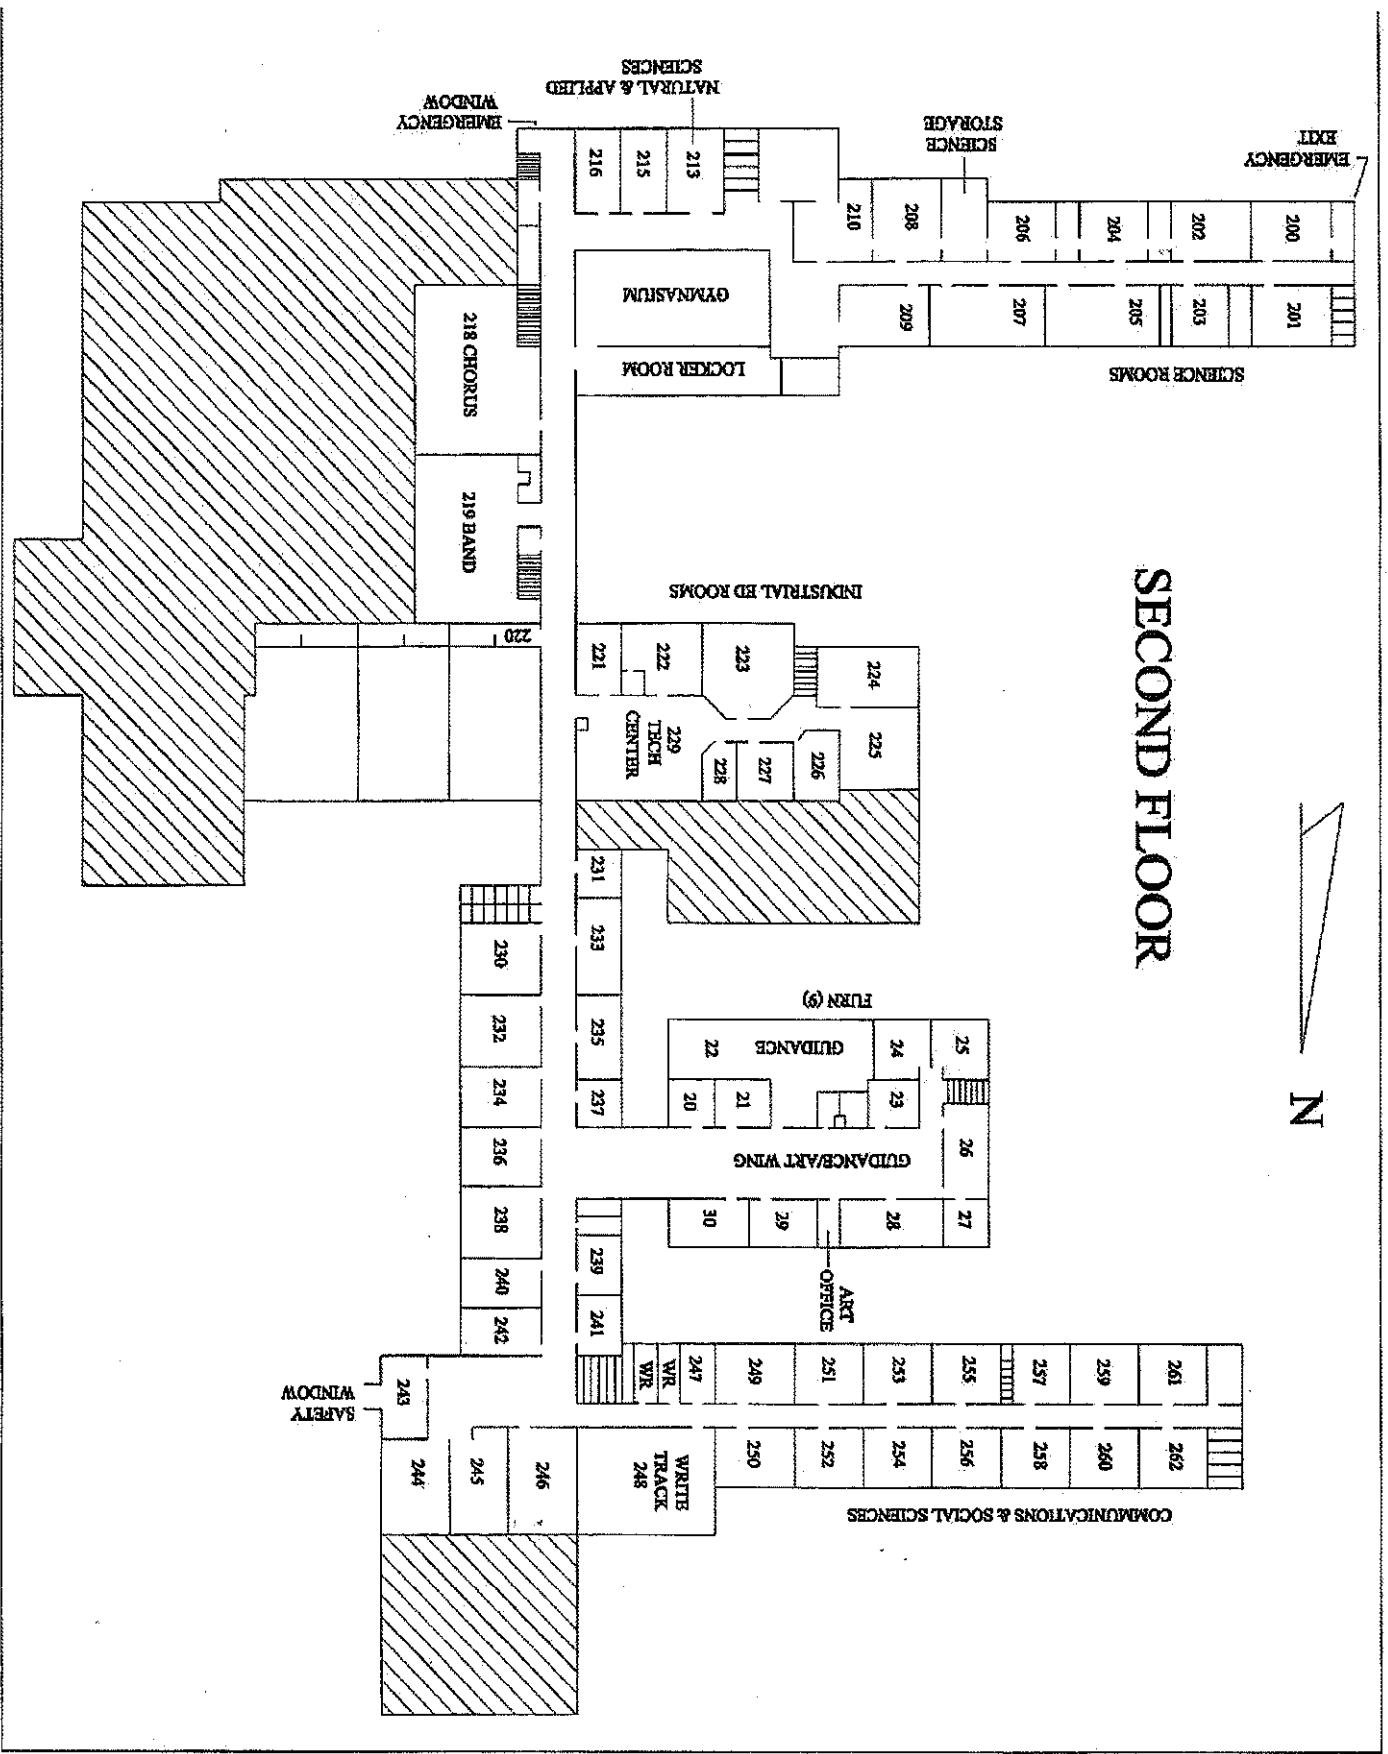 SECOND FLOOR
N
EMERGENCY
EXIT
200
202
204
206
SCIENCE
STORAGE
208
210
201
203
205
207
209
SCIENCE ROOMS
NATURAL & APPLIED
SCIENCES
213
215
216
EMERGENCY
WINDOW
GYMNASIUM
LOCKER ROOM
218 CHORUS
219 BAND
220
INDUSTRIAL ED ROOMS
221
222
223
224
225
226
227
228
229
TECH
CENTER
231
233
235
237
230
232
234
236
238
240
242
239
241
FURN (9)
GUIDANCE
22
24
25
20
21
23
26
27
GUIDANCE/ART WING
30
29
28
ART
OFFICE
243
SAFETY
WINDOW
244
245
246
WRITE
TRACK
248
WR
WR
247
249
251
253
255
257
259
261
250
252
254
256
258
260
262
COMMUNICATIONS & SOCIAL SCIENCES